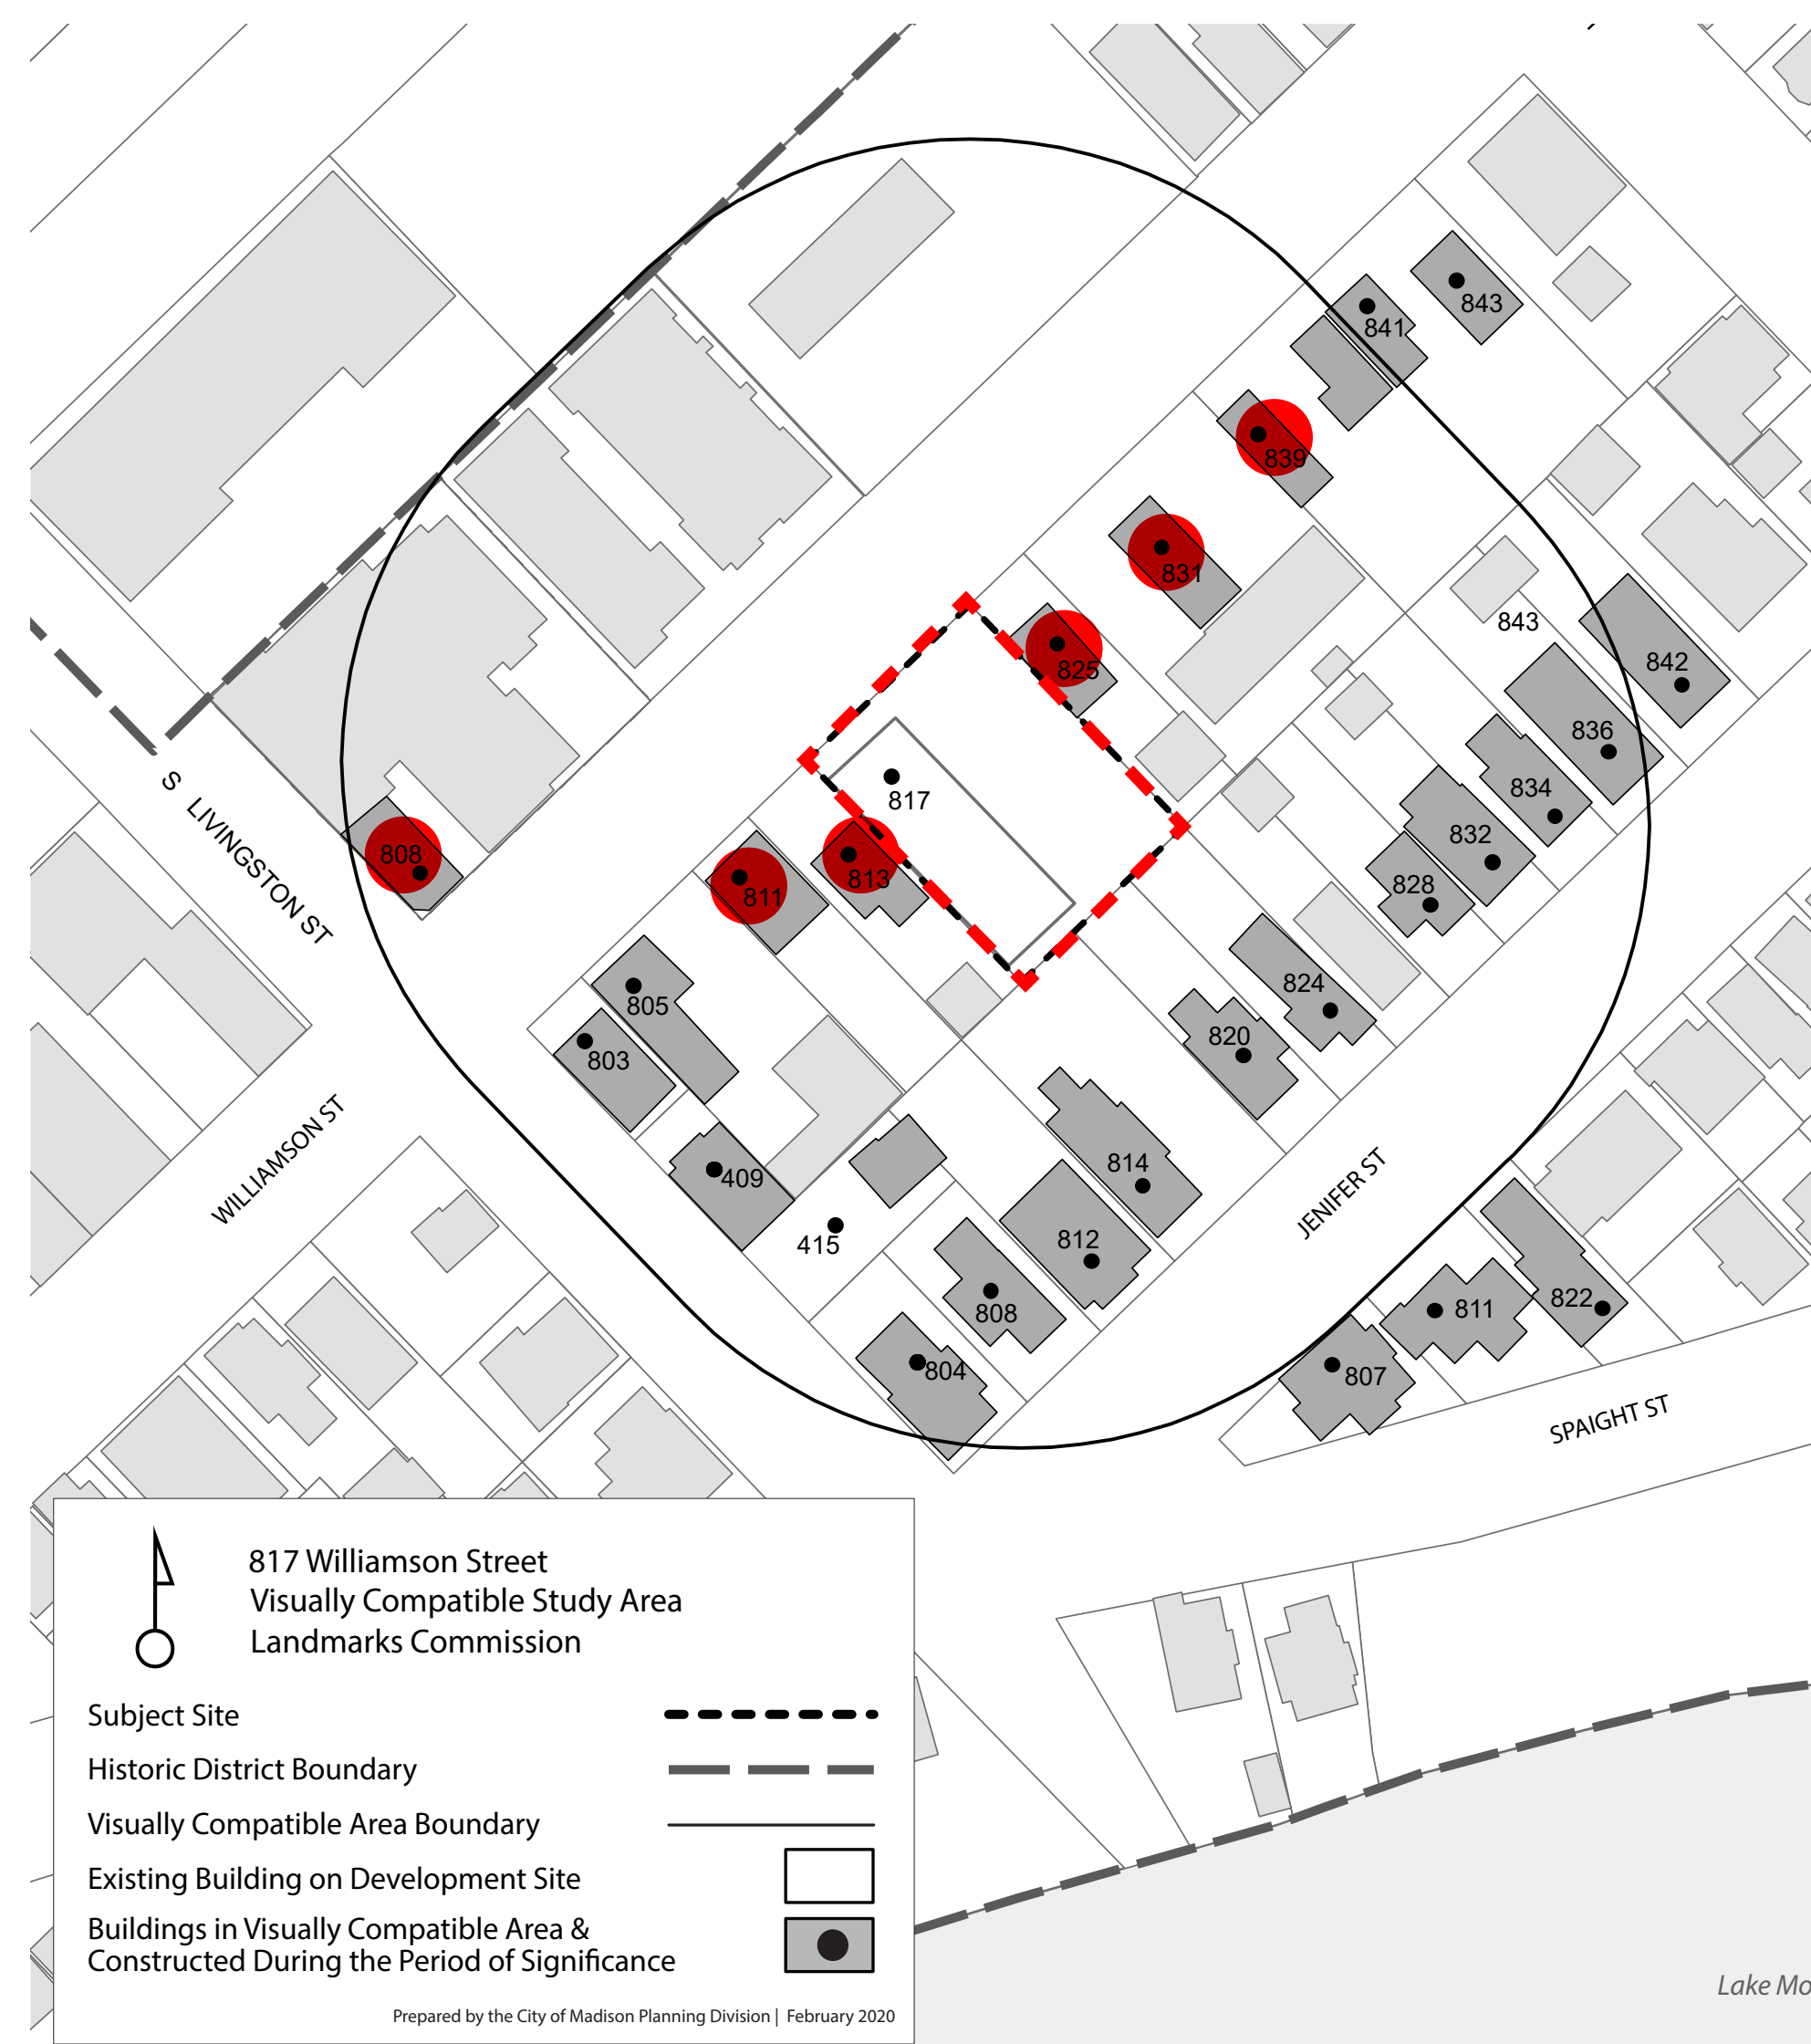 843
841
839
831
843
825
842
836
817
834
832
808
813
828
811
S LIVINGSTON ST
824
805
820
803
814
409
WILLIAMSON ST
JENIFER ST
812
415
808
811
822
804
807
SPAIGHT ST
817 Williamson Street
Visually Compatible Study Area
Landmarks Commission
Subject Site
Historic District Boundary
Visually Compatible Area Boundary
Existing Building on Development Site
Buildings in Visually Compatible Area &
Constructed During the Period of Significance
Prepared by the City of Madison Planning Division | February 2020
Lake Mo